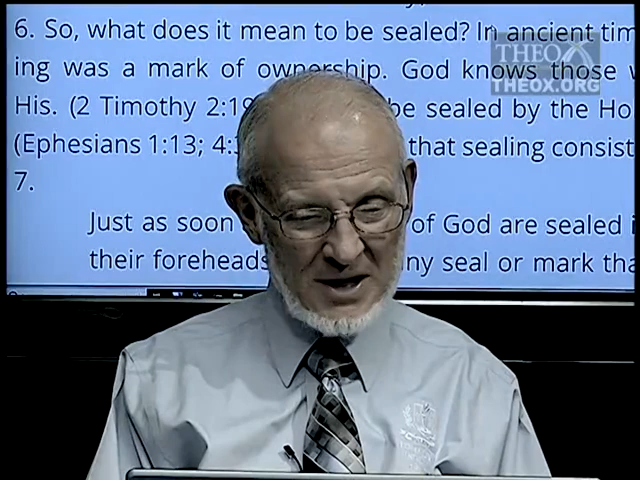 6. So, what does it mean to be sealed? In ancient tim
ing was a mark of ownership. God knows those
His. (2 Timothy 2:19 be sealed by the Ho
(Ephesians 1:13; 4:3 that sealing consist
7.
Just as soon of God are sealed i
their foreheads ny seal or mark tha
THEOX
THEOX.ORG